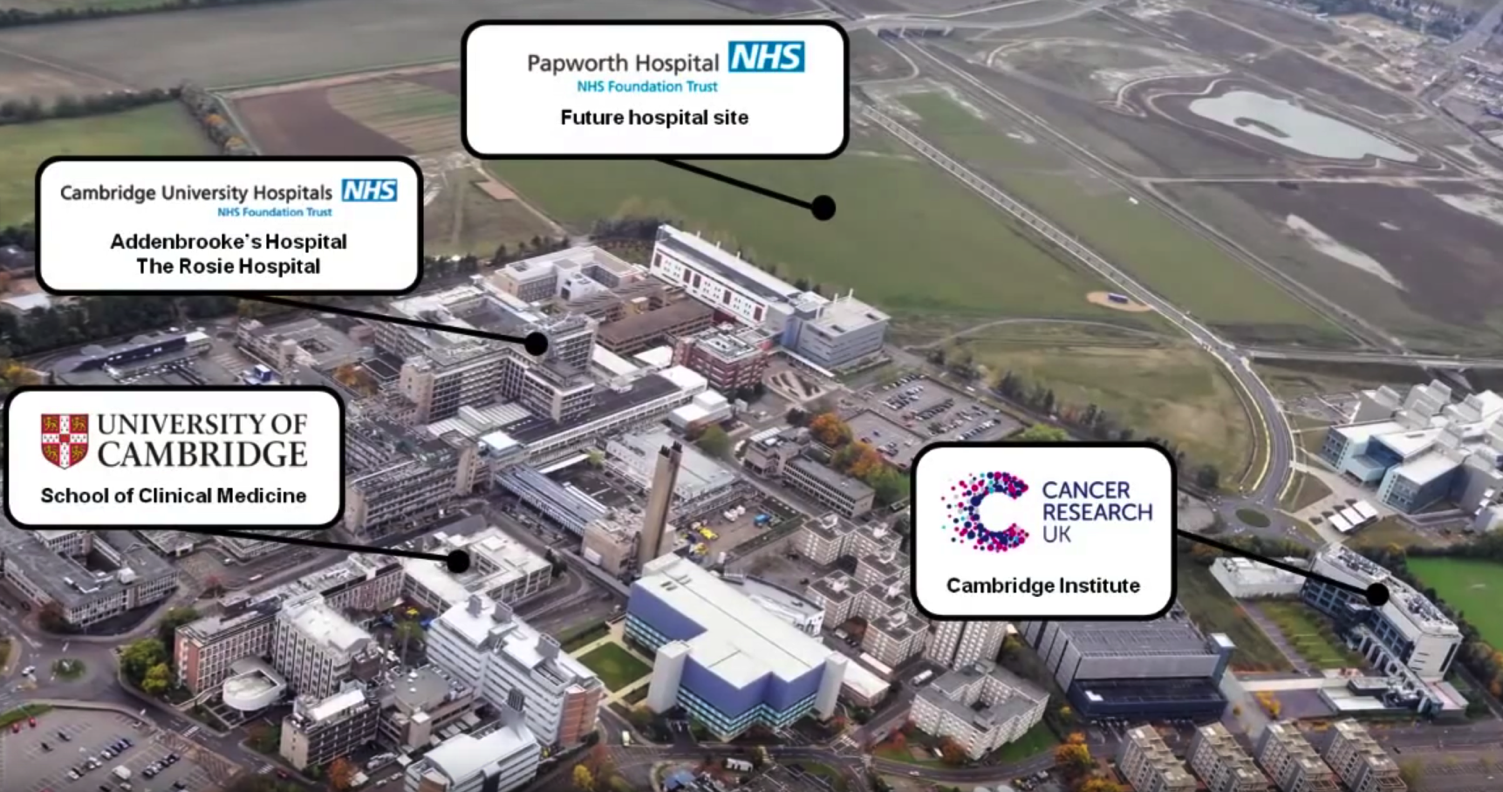 Papworth Hospital NHS
NHS Foundation Trust
Future hospital site
Cambridge University Hospitals NHS
NHS Foundation Trust
Addenbrooke's Hospital
The Rosie Hospital
UNIVERSITY OF
CAMBRIDGE
School of Clinical Medicine
CANCER
RESEARCH
UK
Cambridge Institute